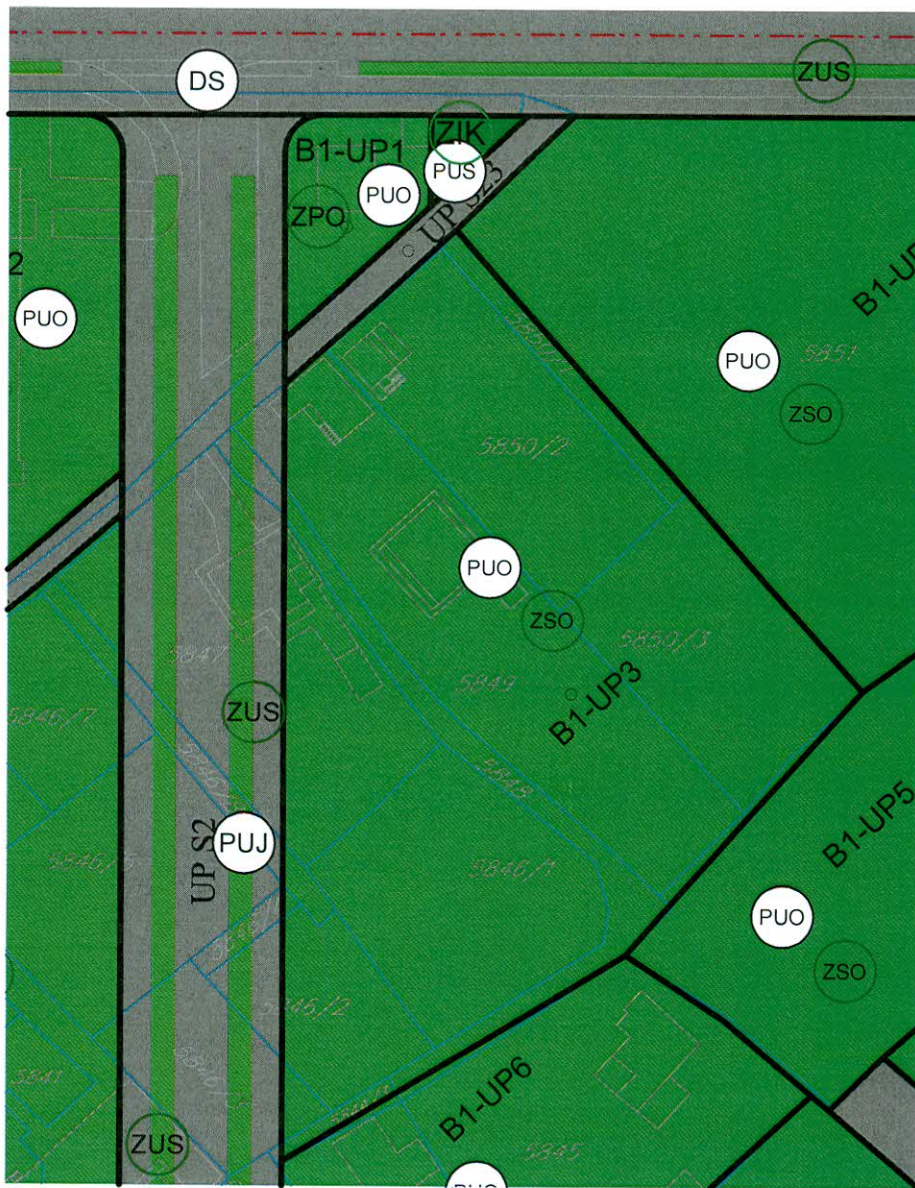 DS
ZUS
ZIK
B1-UP1
PUS
PUO
UP S23
ZPO
2
B1-UP
PUO
5850/1
PUO
5851
ZSO
5850/2
PUO
ZSO
5847
5850/3
5849
B1-UP3
5846/7
ZUS
5848
PUJ
UP S2
B1-UP5
5846/1
PUO
ZSO
5846/2
5841
5846
B1-UP6
ZUS
5845
PUO